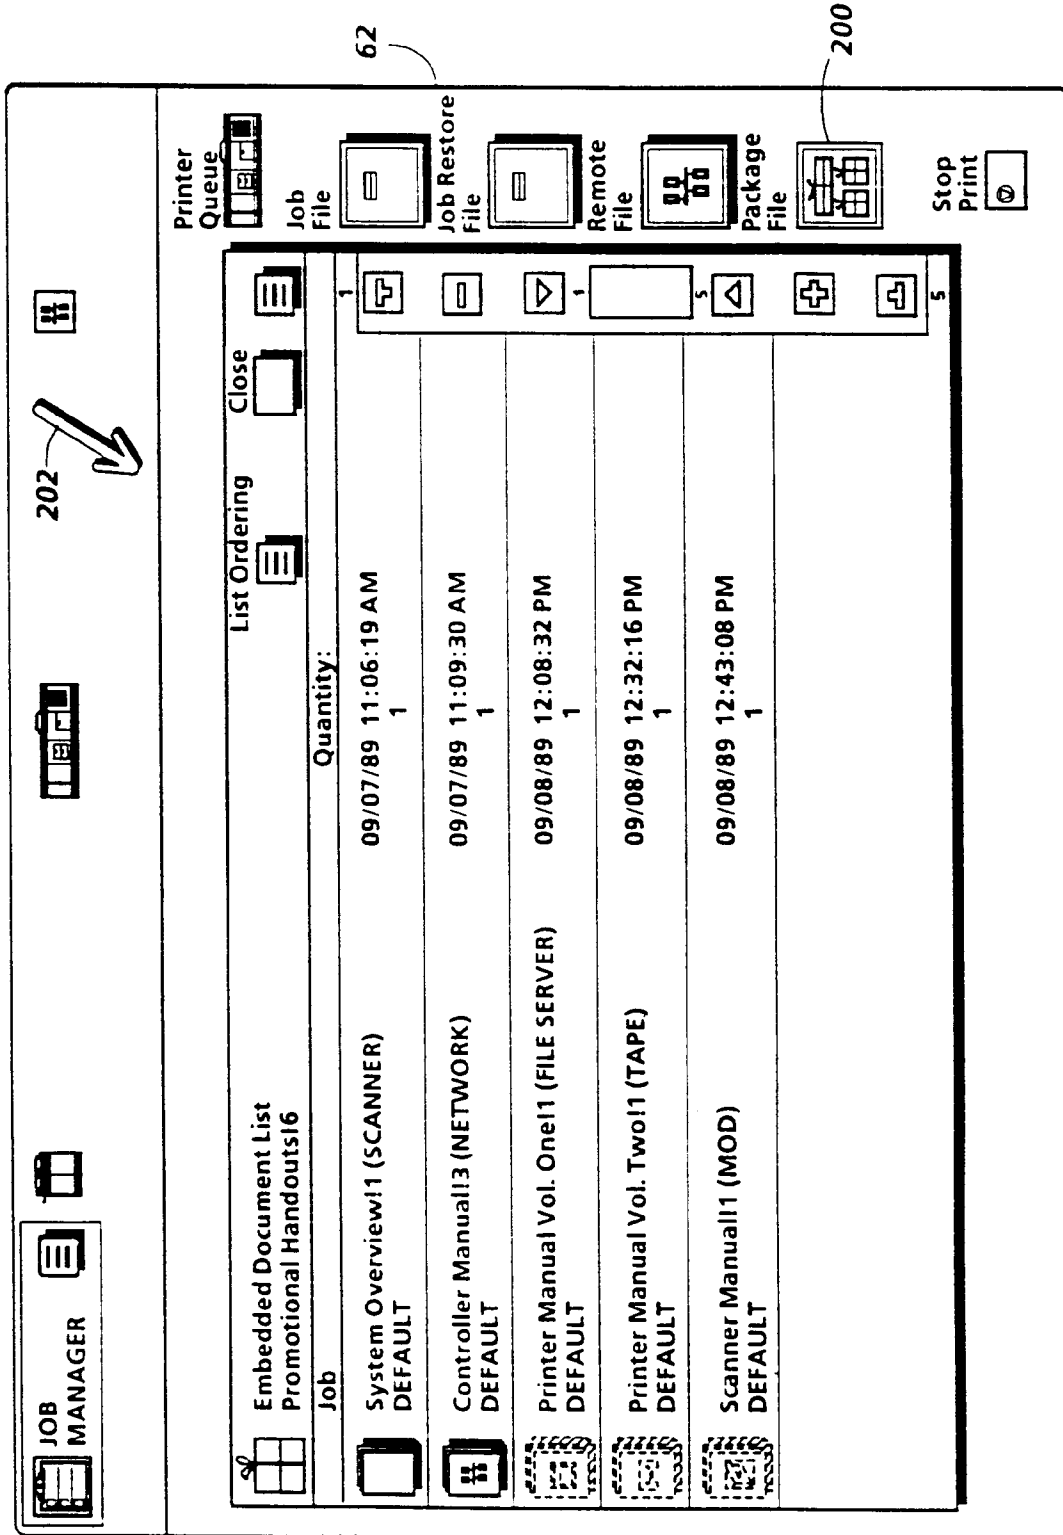 JOB
MANAGER
202
62
200
Embedded Document List
Promotional Handouts!6
List Ordering
Close
Job
Quantity:
System Overview!1 (SCANNER)
09/07/89 11:06:19 AM
DEFAULT
1
Controller Manual!3 (NETWORK)
09/07/89 11:09:30 AM
DEFAULT
1
Printer Manual Vol. One!1 (FILE SERVER)
09/08/89 12:08:32 PM
DEFAULT
1
Printer Manual Vol. Two!1 (TAPE)
09/08/89 12:32:16 PM
DEFAULT
1
Scanner Manual!1 (MOD)
09/08/89 12:43:08 PM
DEFAULT
1
1
1
5
5
Printer
Queue
Job
File
Job Restore
File
Remote
File
Package
File
Stop
Print